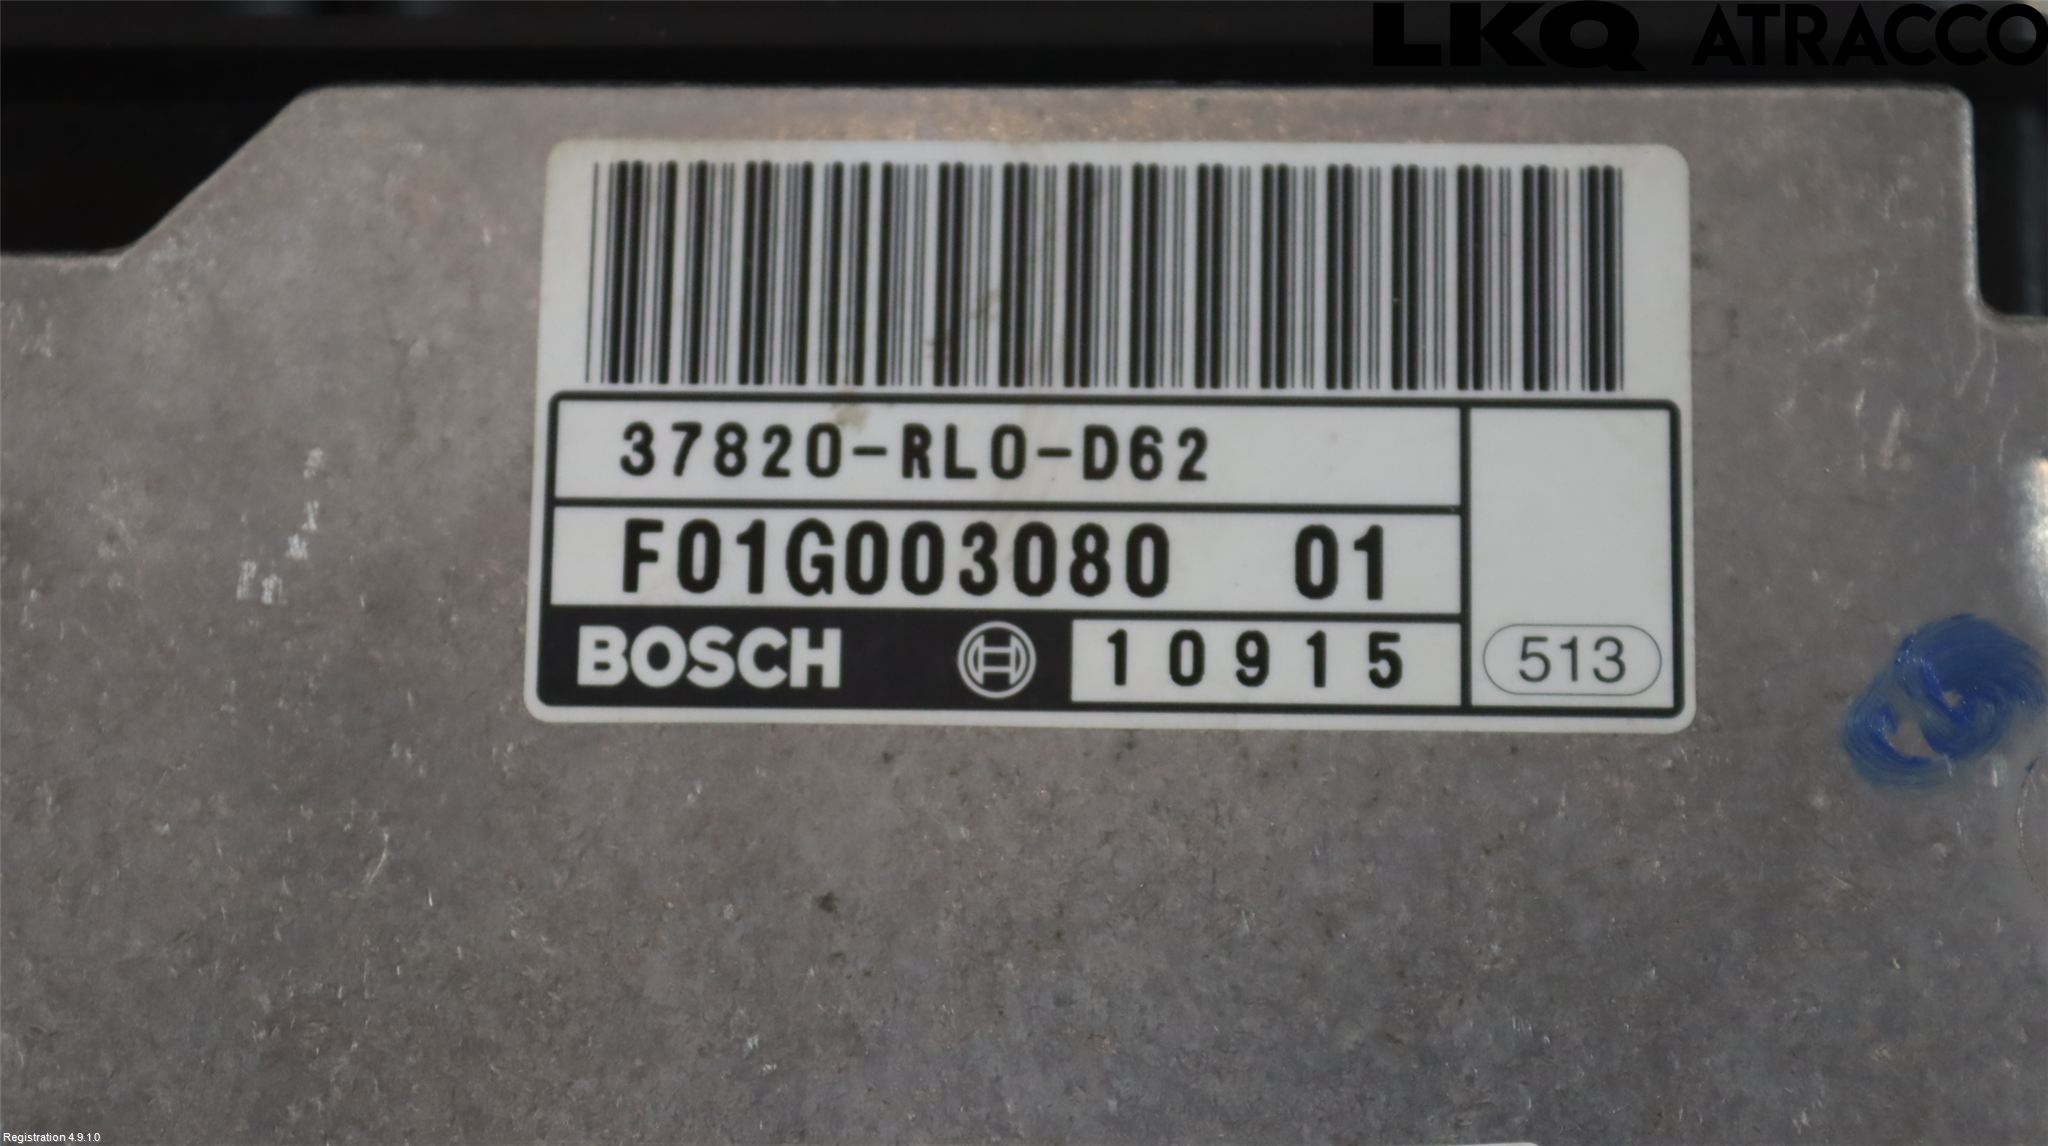 LKQ ATRACCO
37820-RL0-D62
F01G003080 01
BOSCH 10915 513
Registration 4.9.1.0